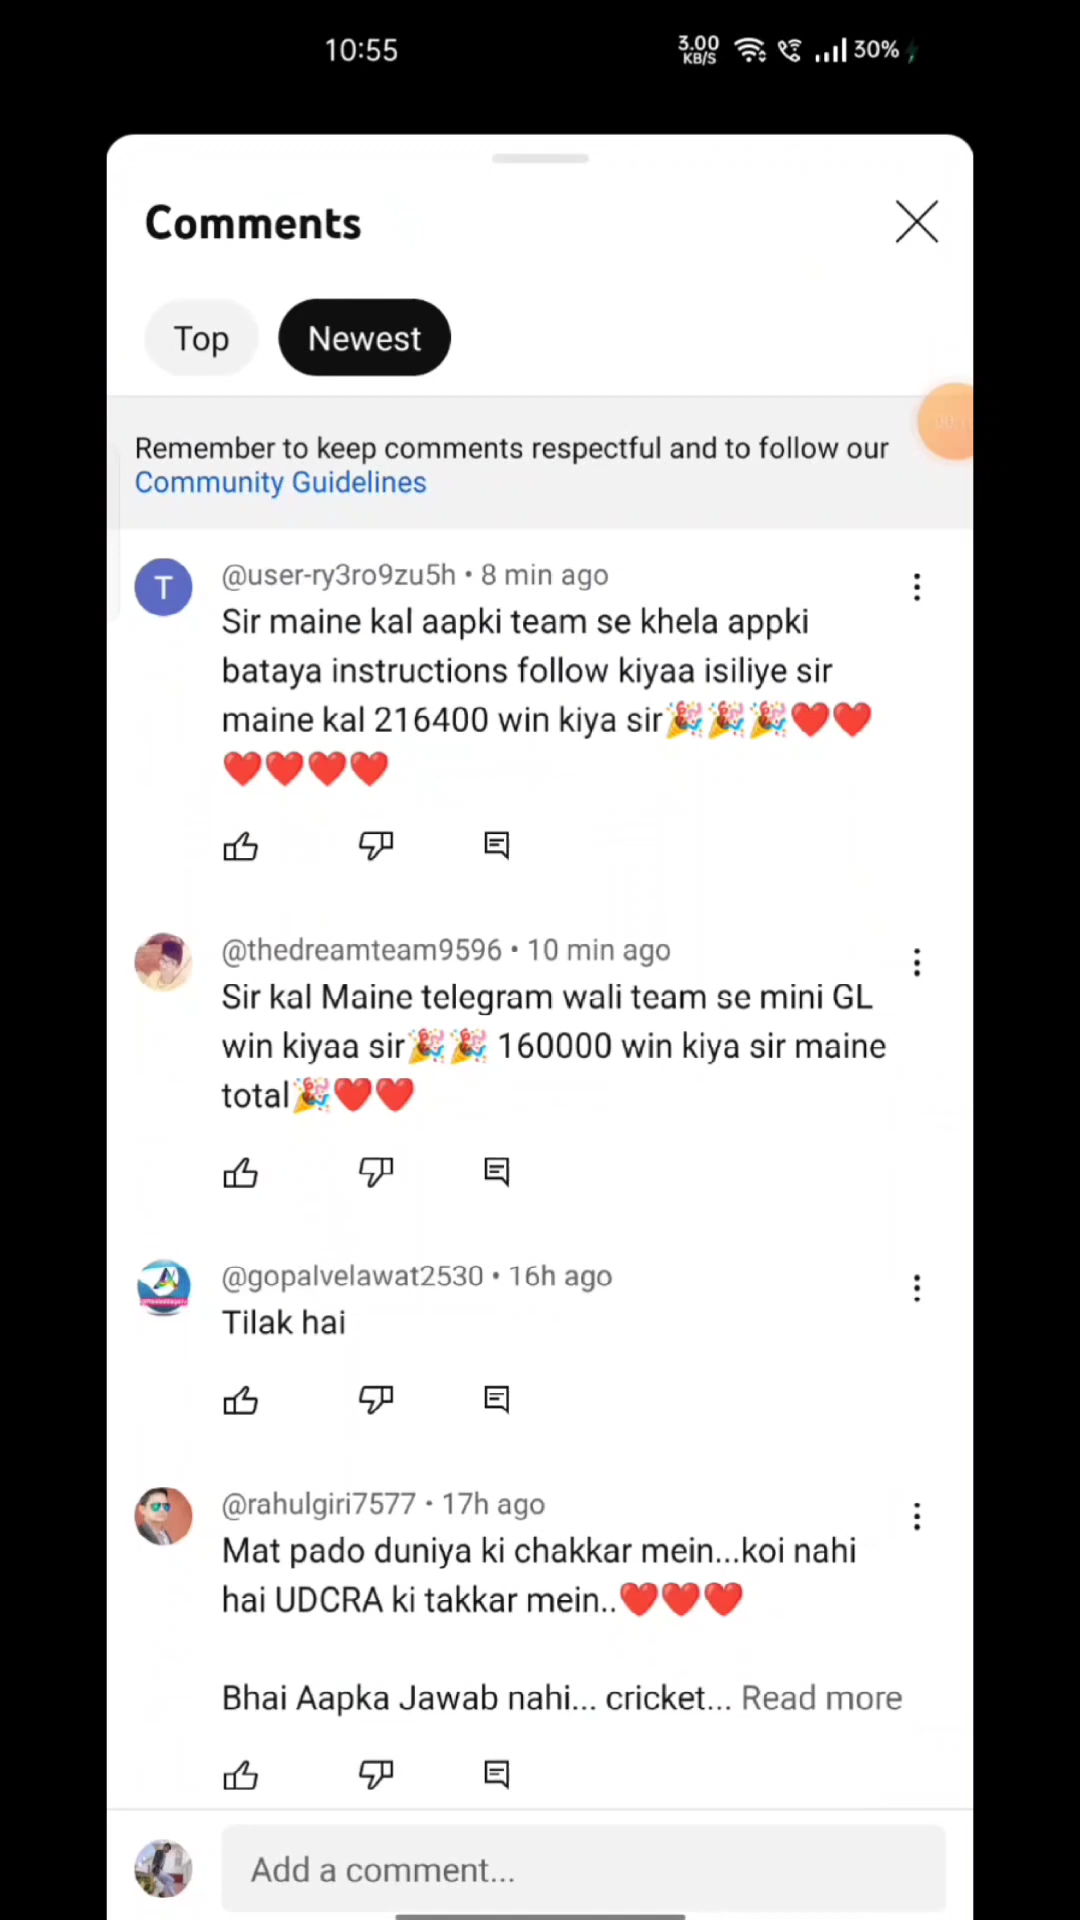 10:55
3.00
KB/S
30%
Comments
Top
Newest
Remember to keep comments respectful and to follow our
Community Guidelines
T
@user-ry3ro9zu5h • 8 min ago
Sir maine kal aapki team se khela appki
bataya instructions follow kiyaa isiliye sir
maine kal 216400 win kiya sir🎉🎉🎉❤️❤️
❤️❤️❤️❤️
@thedreamteam9596 • 10 min ago
Sir kal Maine telegram wali team se mini GL
win kiyaa sir🎉🎉 160000 win kiya sir maine
total🎉❤️❤️
@gopalvelawat2530 • 16h ago
Tilak hai
@rahulgiri7577 • 17h ago
Mat pado duniya ki chakkar mein...koi nahi
hai UDCRA ki takkar mein..❤️❤️❤️
Bhai Aapka Jawab nahi... cricket... Read more
Add a comment...